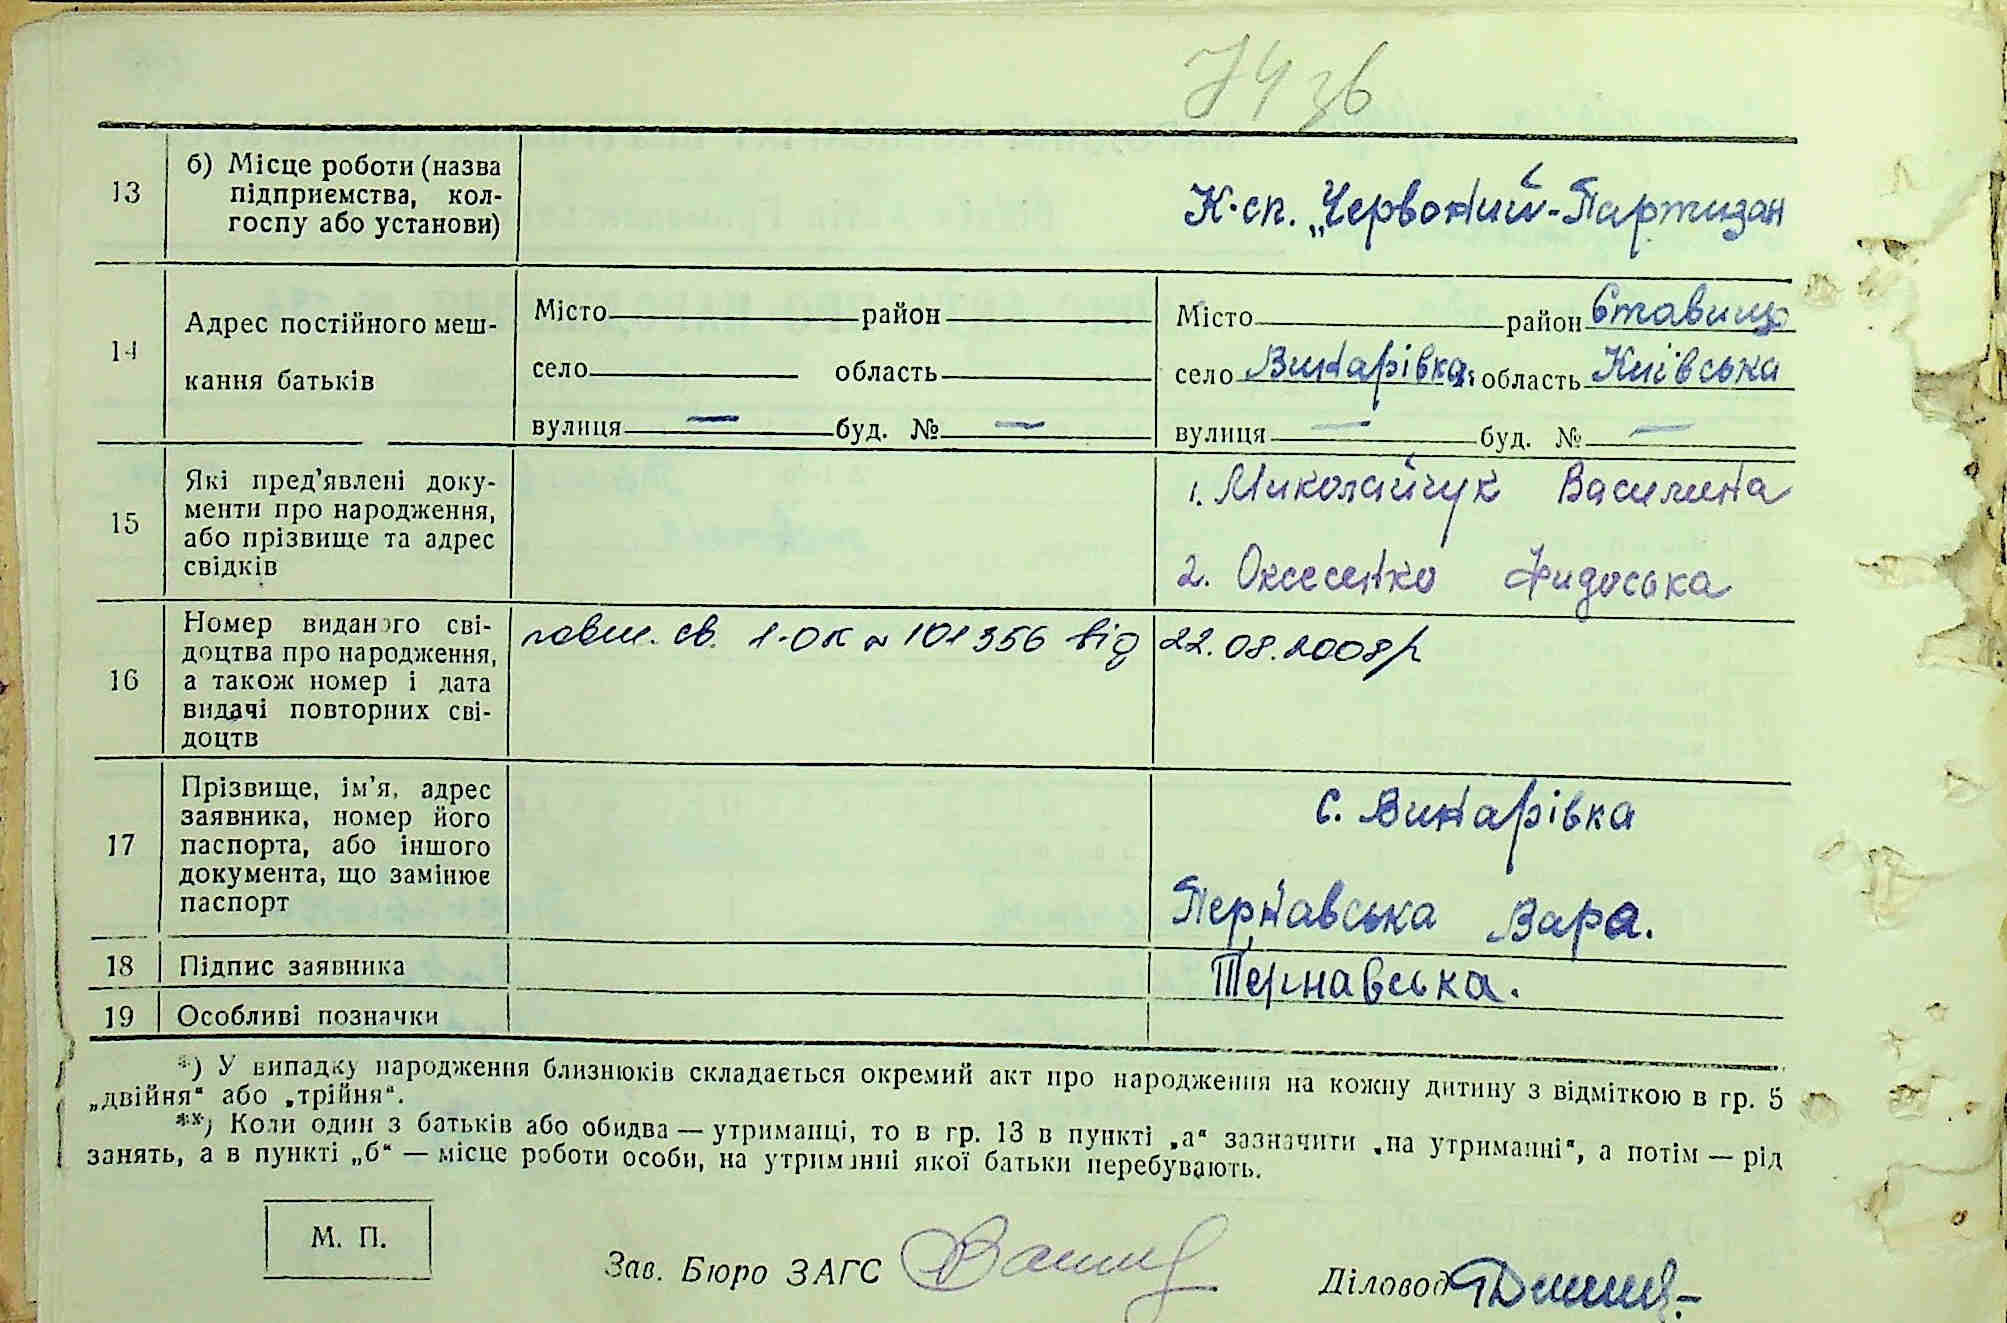 74 зв
13 б) Місце роботи (назва
підприємства, кол-
госпу або установи)
К-сп. „Червоний-Партизан
14 Адрес постійного меш-
кання батьків
Місто район
село область
вулиця — буд. № —
Місто район Ставищ
село Винарівка область Київська
вулиця — буд. № —
15 Які пред'явлені доку-
менти про народження,
або прізвище та адрес
свідків
1. Миколайчук Василина
2. Оксесенко Фидоська
16 Номер виданого сві-
доцтва про народження,
а також номер і дата
видачі повторних сві-
доцтв
повт. св. 1-ОК № 101356 від 22.08.2008р
17 Прізвище, ім'я, адрес
заявника, номер його
паспорта, або іншого
документа, що замінює
паспорт
с. Винарівка
Тернавська Вара.
18 Підпис заявника
Тернавська.
19 Особливі позначки
*) У випадку народження близнюків складається окремий акт про народження на кожну дитину з відміткою в гр. 5
„двійня“ або „трійня“.
**) Коли один з батьків або обидва — утриманці, то в гр. 13 в пункті „а“ зазначити „на утриманні“, а потім — рід
занять, а в пункті „б“ — місце роботи особи, на утриманні якої батьки перебувають.
М. П.
Зав. Бюро ЗАГС
Діловод